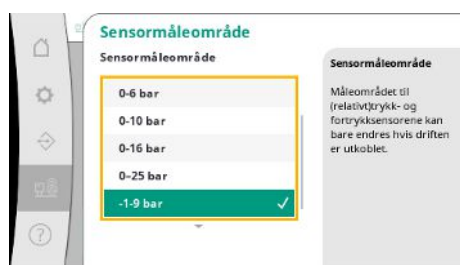 Sensormåleområde
Sensormåleområde
0-6 bar
0-10 bar
0-16 bar
0–25 bar
-1-9 bar
Sensormåleområde
Måleområdet til
(relativt)trykk- og
fortrykksensorene kan
bare endres hvis driften
er utkoblet.